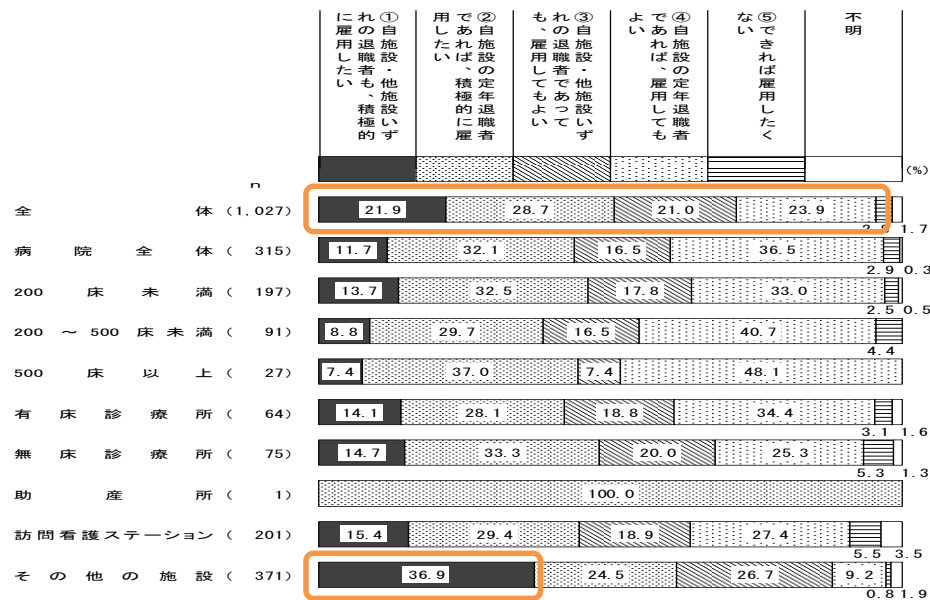 ①自施設・他施設いず
れの退職者も、積極的
に雇用したい
②自施設の定年退職者
であれば、積極的に雇
用したい
③自施設・他施設いず
れの退職者であって
も、雇用してもよい
④自施設の定年退職者
であれば、雇用しても
よい
⑤できれば雇用したく
ない
不明
(%)
n
全体 (1,027) 21.9 28.7 21.0 23.9 1.7
病院全体 ( 315) 11.7 32.1 16.5 36.5 2.9 0.3
200床未満 ( 197) 13.7 32.5 17.8 33.0 2.5 0.5
200～500床未満 ( 91) 8.8 29.7 16.5 40.7 4.4
500床以上 ( 27) 7.4 37.0 7.4 48.1
有床診療所 ( 64) 14.1 28.1 18.8 34.4 3.1 1.6
無床診療所 ( 75) 14.7 33.3 20.0 25.3 5.3 1.3
助産所 ( 1) 100.0
訪問看護ステーション ( 201) 15.4 29.4 18.9 27.4 5.5 3.5
その他の施設 ( 371) 36.9 24.5 26.7 9.2 0.8 1.9